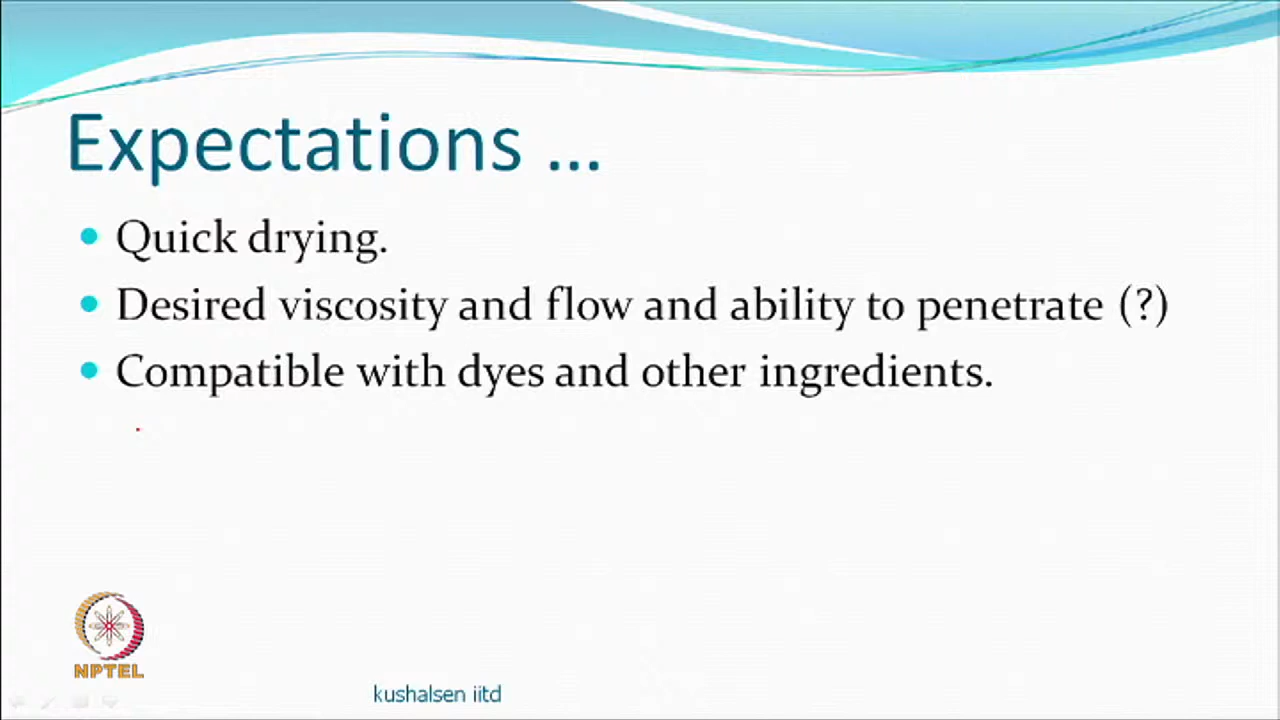 Expectations ...
Quick drying.
Desired viscosity and flow and ability to penetrate (?)
Compatible with dyes and other ingredients.
NPTEL
kushalsen iitd